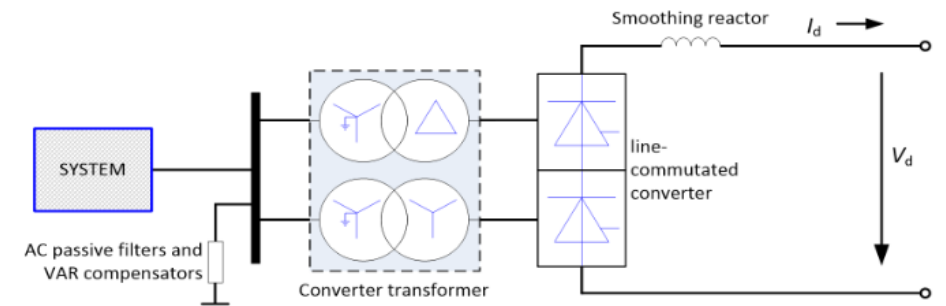 Smoothing reactor
Id
SYSTEM
line-
commutated
converter
Vd
AC passive filters and
VAR compensators
Converter transformer